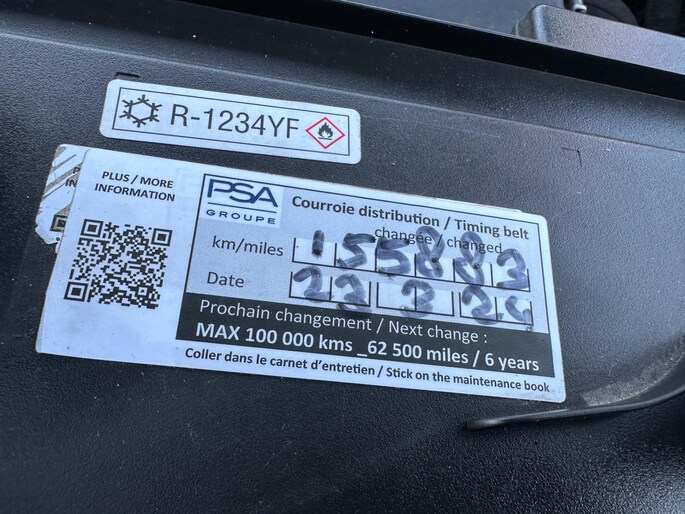 R-1234YF
PLUS / MORE
INFORMATION
PSA
GROUPE
Courroie distribution / Timing belt
changée / changed
km/miles 155883
Date 22 3
Prochain changement / Next change :
MAX 100 000 kms _62 500 miles / 6 years
Coller dans le carnet d'entretien / Stick on the maintenance book